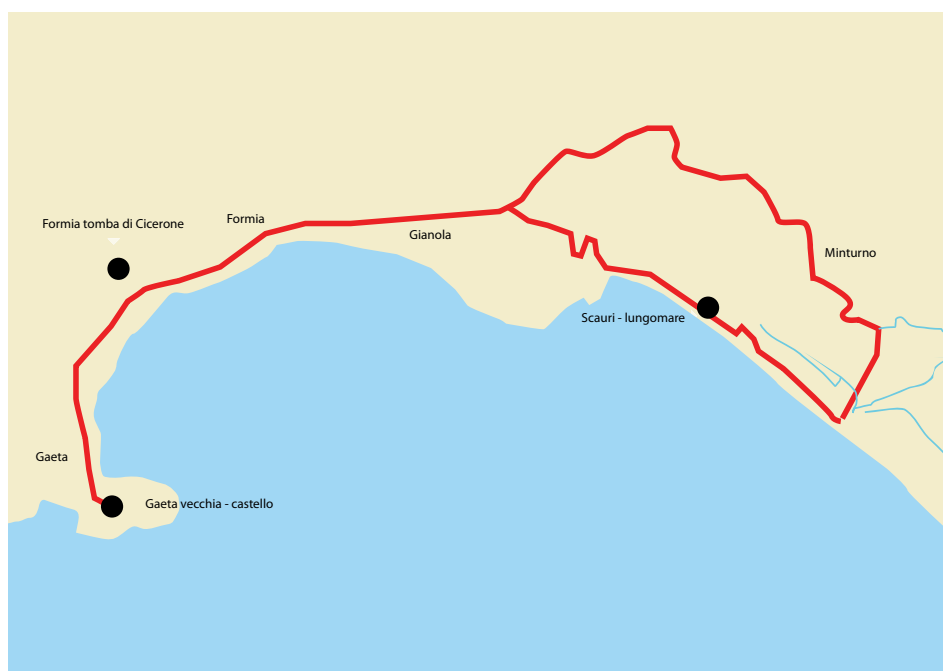 Formia
Formia tomba di Cicerone
Gianola
Minturno
Scauri - lungomare
Gaeta
Gaeta vecchia - castello